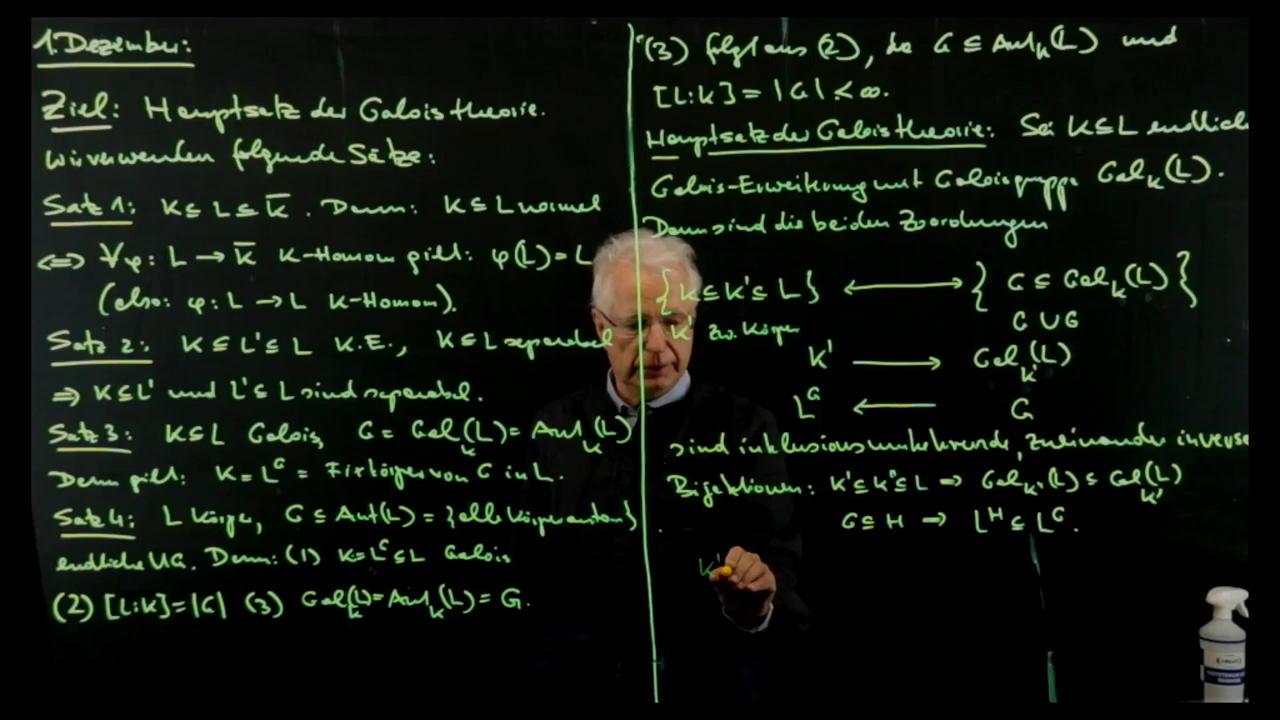 1. Dezember:
Ziel: Hauptsatz der Galoistheorie.
Wir verwenden folgende Sätze:
Satz 1: K ⊆ L ⊆ K̄. Dann: K ⊆ L normal
⟺ ∀φ: L → K̄ K-Homom gilt: φ(L) = L
(also: φ: L → L K-Homom).
Satz 2: K ⊆ L' ⊆ L K.E., K ⊆ L separabel
⇒ K ⊆ L' und L' ⊆ L sind separabel.
Satz 3: K ⊆ L Galois, G = Gal_K(L) = Aut_K(L)
Dann gilt: K = L^G = Fixkörper von G in L.
Satz 4: L Körper, G ⊆ Aut(L) = {alle Körperautom}
endliche UG. Dann: (1) K = L^G ⊆ L Galois
(2) [L:K] = |G| (3) Gal_K(L) = Aut_K(L) = G.
(3) folgt aus (2), da G ⊆ Aut_K(L) und
[L:K] = |G| < ∞.
Hauptsatz der Galoistheorie: Sei K ⊆ L endliche
Galois-Erweiterung mit Galoisgruppe Gal_K(L).
Dann sind die beiden Zuordnungen
{K ⊆ K' ⊆ L} ⟷ {G ⊆ Gal_K(L)}
K' Zw. Körper G UG
K' ⟶ Gal_K'(L)
L^G ⟵ G
sind inklusionsumkehrende, zueinander inverse
Bijektionen: K' ⊆ K'' ⊆ L ⇒ Gal_K''(L) ⊆ Gal_K'(L)
G ⊆ H ⇒ L^H ⊆ L^G.
K'